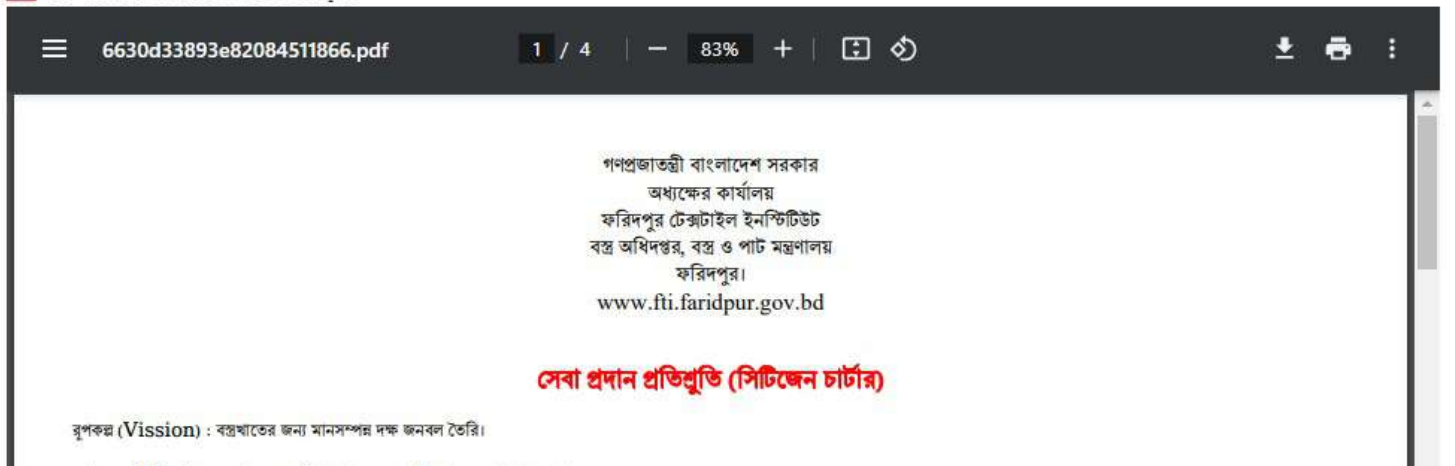 6630d33893e82084511866.pdf 1 / 4 83%
গণপ্রজাতন্ত্রী বাংলাদেশ সরকার
অধ্যক্ষের কার্যালয়
ফরিদপুর টেক্সটাইল ইনস্টিটিউট
বস্ত্র অধিদপ্তর, বস্ত্র ও পাট মন্ত্রণালয়
ফরিদপুর।
www.fti.faridpur.gov.bd
সেবা প্রদান প্রতিশ্রুতি (সিটিজেন চার্টার)
রূপকল্প (Vission) : বস্ত্রখাতের জন্য মানসম্পন্ন দক্ষ জনবল তৈরি।